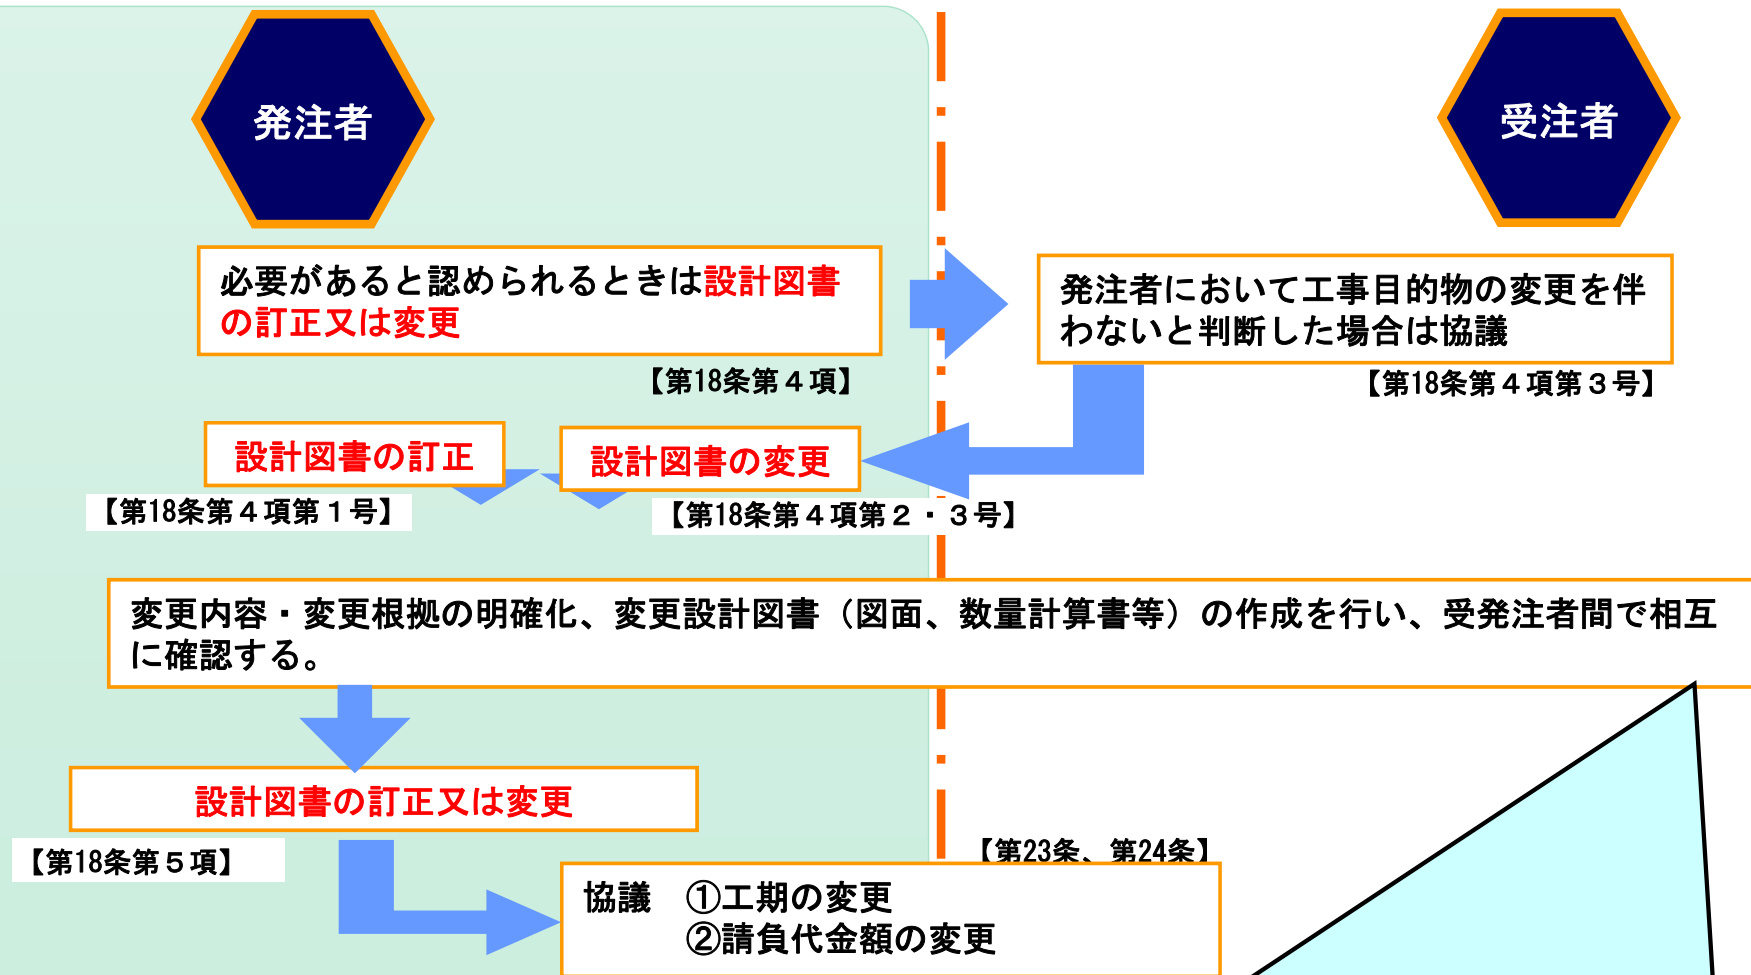 発注者
受注者
必要があると認められるときは設計図書
の訂正又は変更
【第18条第４項】
発注者において工事目的物の変更を伴
わないと判断した場合は協議
【第18条第４項第３号】
設計図書の訂正
【第18条第４項第１号】
設計図書の変更
【第18条第４項第２・３号】
変更内容・変更根拠の明確化、変更設計図書（図面、数量計算書等）の作成を行い、受発注者間で相互
に確認する。
設計図書の訂正又は変更
【第18条第５項】
【第23条、第24条】
協議　①工期の変更
②請負代金額の変更